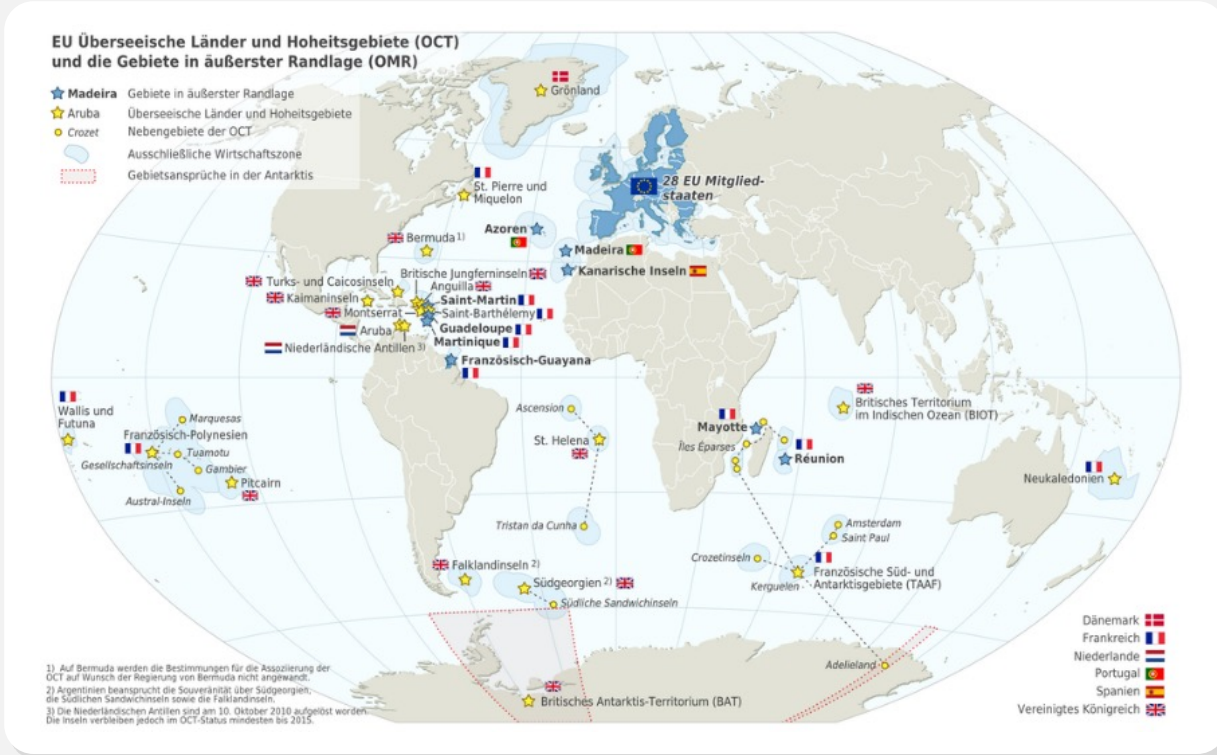 EU Überseeische Länder und Hoheitsgebiete (OCT)
und die Gebiete in äußerster Randlage (OMR)
Madeira Gebiete in äußerster Randlage
Aruba Überseeische Länder und Hoheitsgebiete
Crozet Nebengebiete der OCT
Ausschließliche Wirtschaftszone
Gebietsansprüche in der Antarktis
Grönland
St. Pierre und
Miquelon
28 EU Mitglied-
staaten
Azoren
Bermuda 1)
Madeira
Kanarische Inseln
Britische Jungferninseln
Turks- und Caicosinseln
Anguilla
Kaimaninseln
Saint-Martin
Montserrat
Saint-Barthélemy
Aruba
Guadeloupe
Martinique
Niederländische Antillen 3)
Französisch-Guayana
Wallis und
Futuna
Marquesas
Französisch-Polynesien
Tuamotu
Gesellschaftsinseln
Gambier
Pitcairn
Austral-Inseln
Ascension
St. Helena
Tristan da Cunha
Britisches Territorium
im Indischen Ozean (BIOT)
Mayotte
Îles Éparses
Réunion
Neukaledonien
Amsterdam
Saint Paul
Crozetinseln
Französische Süd- und
Antarktisgebiete (TAAF)
Kerguelen
Falklandinseln 2)
Südgeorgien 2)
Südliche Sandwichinseln
Adelieland
Britisches Antarktis-Territorium (BAT)
1) Auf Bermuda werden die Bestimmungen für die Assoziierung der
OCT auf Wunsch der Regierung von Bermuda nicht angewandt.
2) Argentinien beansprucht die Souveränität über Südgeorgien,
die Südlichen Sandwichinseln sowie die Falklandinseln.
3) Die Niederländischen Antillen sind am 10. Oktober 2010 aufgelöst worden.
Die Inseln verbleiben jedoch im OCT-Status mindesten bis 2015.
Dänemark
Frankreich
Niederlande
Portugal
Spanien
Vereinigtes Königreich